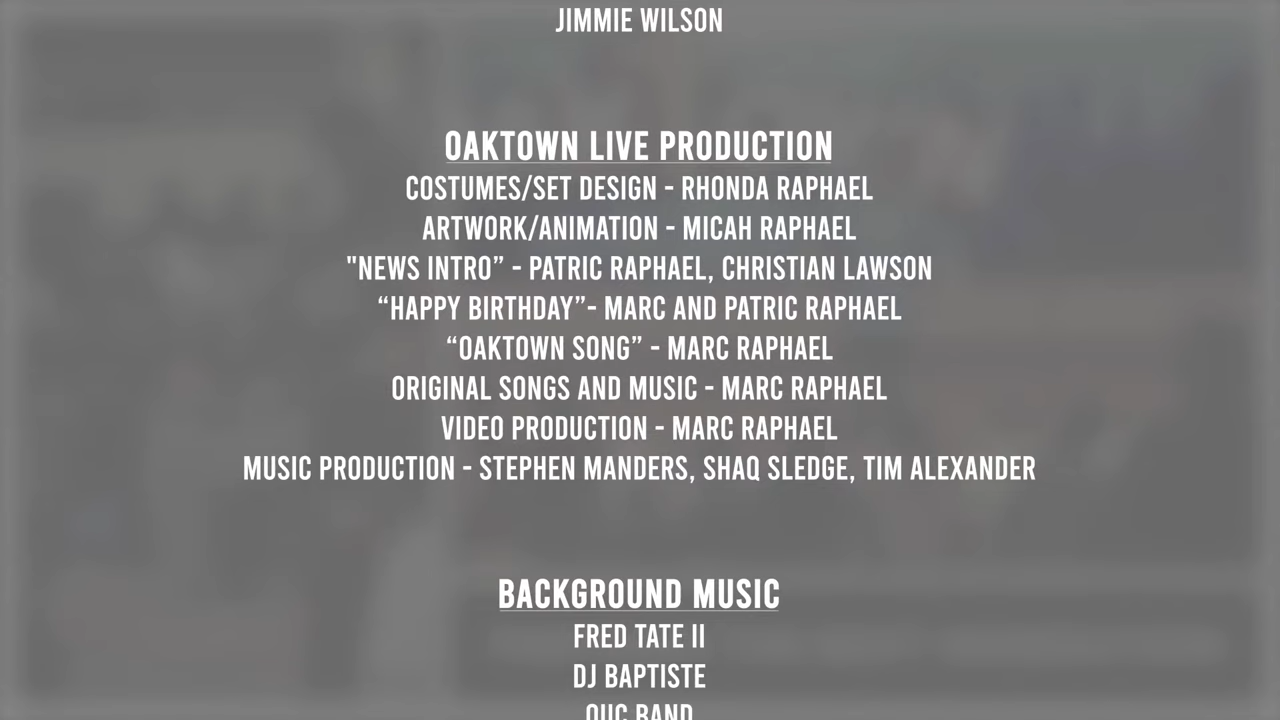 JIMMIE WILSON
OAKTOWN LIVE PRODUCTION
COSTUMES/SET DESIGN - RHONDA RAPHAEL
ARTWORK/ANIMATION - MICAH RAPHAEL
"NEWS INTRO” - PATRIC RAPHAEL, CHRISTIAN LAWSON
“HAPPY BIRTHDAY”- MARC AND PATRIC RAPHAEL
“OAKTOWN SONG” - MARC RAPHAEL
ORIGINAL SONGS AND MUSIC - MARC RAPHAEL
VIDEO PRODUCTION - MARC RAPHAEL
MUSIC PRODUCTION - STEPHEN MANDERS, SHAQ SLEDGE, TIM ALEXANDER
BACKGROUND MUSIC
FRED TATE II
DJ BAPTISTE
BAND